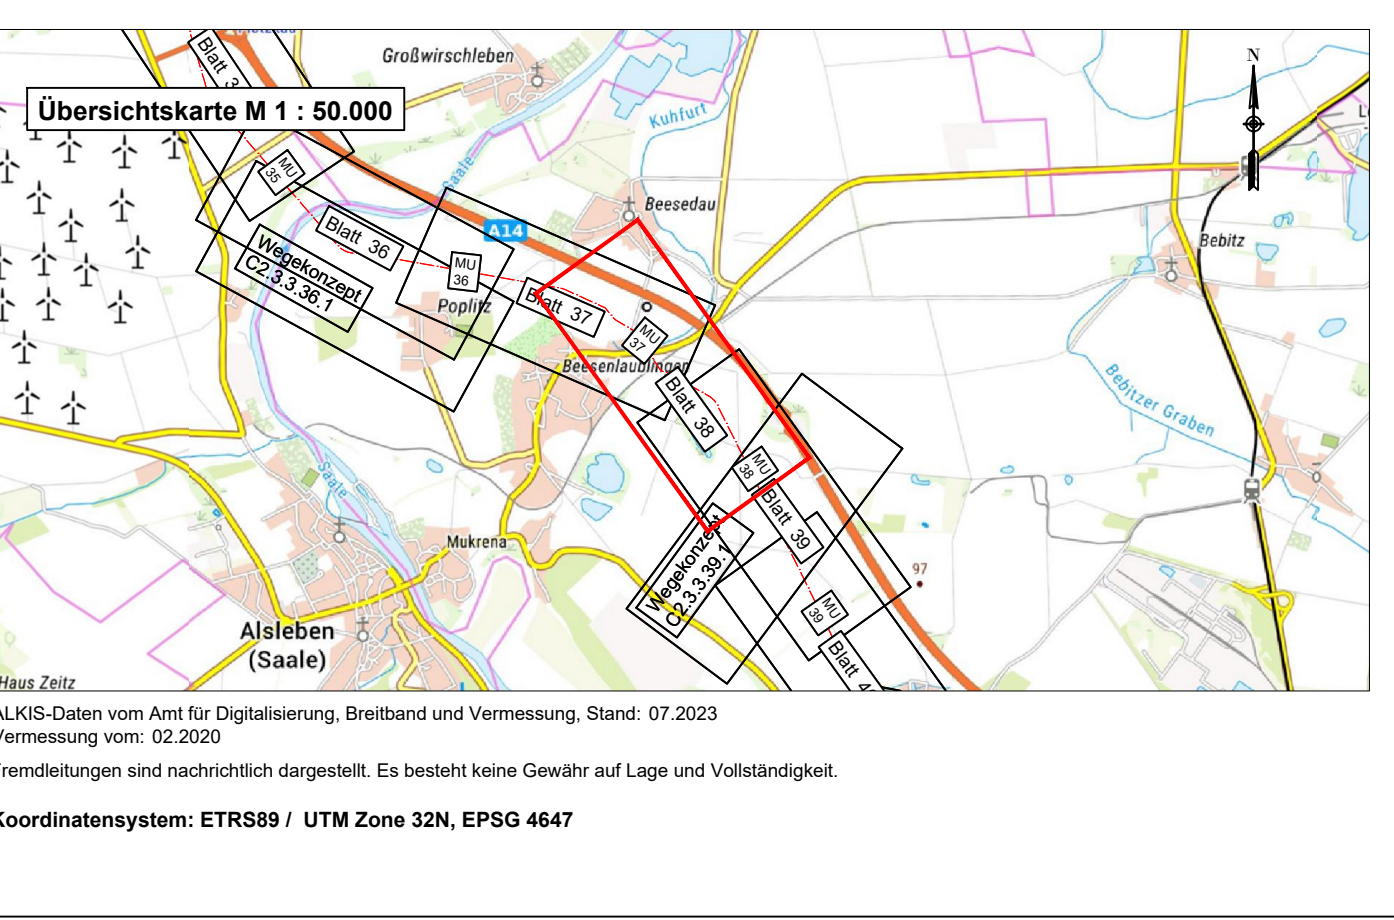 Großwirschleben
Blatt
Übersichtskarte M 1 : 50.000
Kuhfurt
N
Saale
MU
35
Beesedau
A14
Blatt 36
Bebitz
Wegekonzept
C2.3.3.36.1
MU
36
Poplitz
Blatt 37
MU
37
Beesenlaublingen
Bebitzer Graben
Blatt 38
MU
38
Saale
Blatt 39
Mukrena
Wegekonzept
C2.3.3.39.1
97
MU
39
Alsleben
(Saale)
Blatt
Haus Zeitz
ALKIS-Daten vom Amt für Digitalisierung, Breitband und Vermessung, Stand: 07.2023
Vermessung vom: 02.2020
Fremdleitungen sind nachrichtlich dargestellt. Es besteht keine Gewähr auf Lage und Vollständigkeit.
Koordinatensystem: ETRS89 / UTM Zone 32N, EPSG 4647